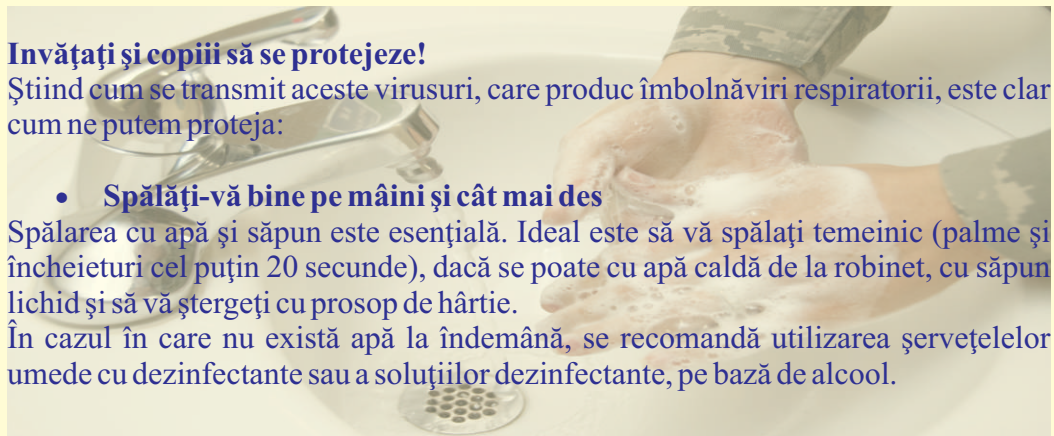 Invăţaţi şi copiii să se protejeze!
Ştiind cum se transmit aceste virusuri, care produc îmbolnăviri respiratorii, este clar
cum ne putem proteja:
• Spălăţi-vă bine pe mâini şi cât mai des
Spălarea cu apă şi săpun este esenţială. Ideal este să vă spălaţi temeinic (palme şi
încheieturi cel puţin 20 secunde), dacă se poate cu apă caldă de la robinet, cu săpun
lichid şi să vă ştergeţi cu prosop de hârtie.
În cazul în care nu există apă la îndemână, se recomandă utilizarea şerveţelelor
umede cu dezinfectante sau a soluţiilor dezinfectante, pe bază de alcool.